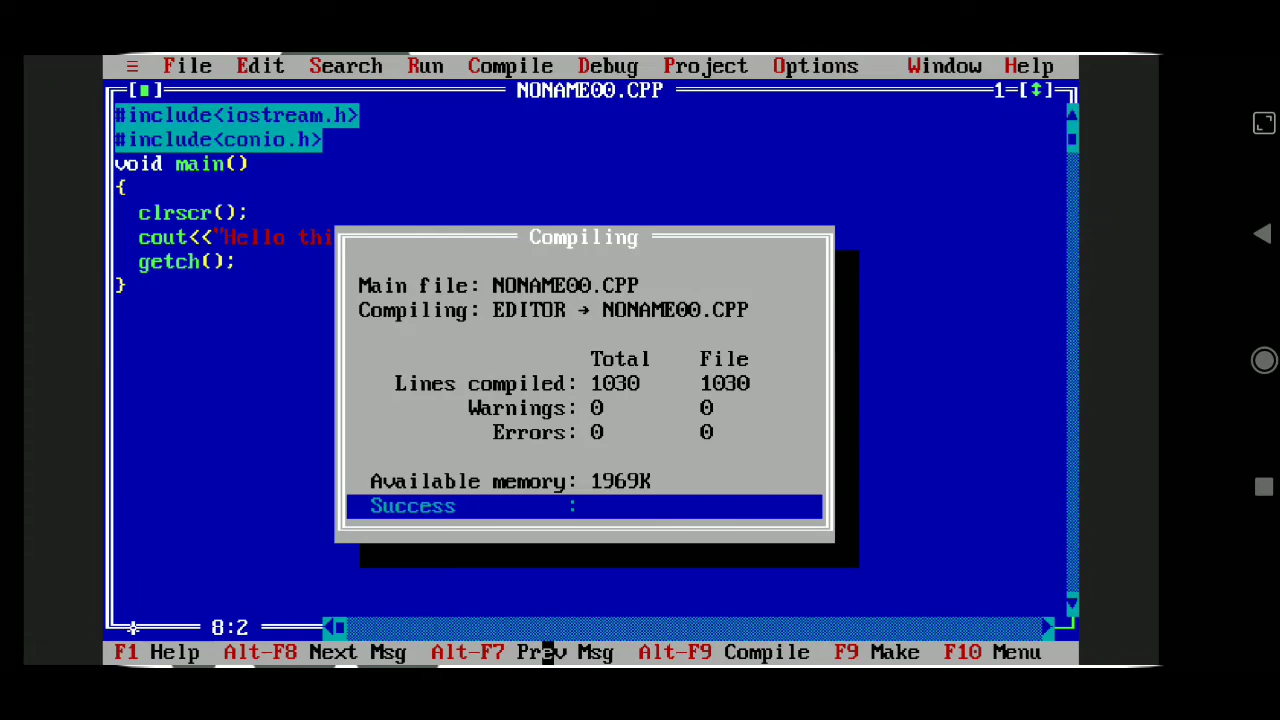 ≡ File Edit Search Run Compile Debug Project Options Window Help
[■] NONAME00.CPP 1=[↕]
#include<iostream.h>
#include<conio.h>
void main()
{
clrscr();
cout<<"Hello thi
getch();
}
Compiling
Main file: NONAME00.CPP
Compiling: EDITOR → NONAME00.CPP
Total File
Lines compiled: 1030 1030
Warnings: 0 0
Errors: 0 0
Available memory: 1969K
Success :
8:2
F1 Help Alt-F8 Next Msg Alt-F7 Prev Msg Alt-F9 Compile F9 Make F10 Menu